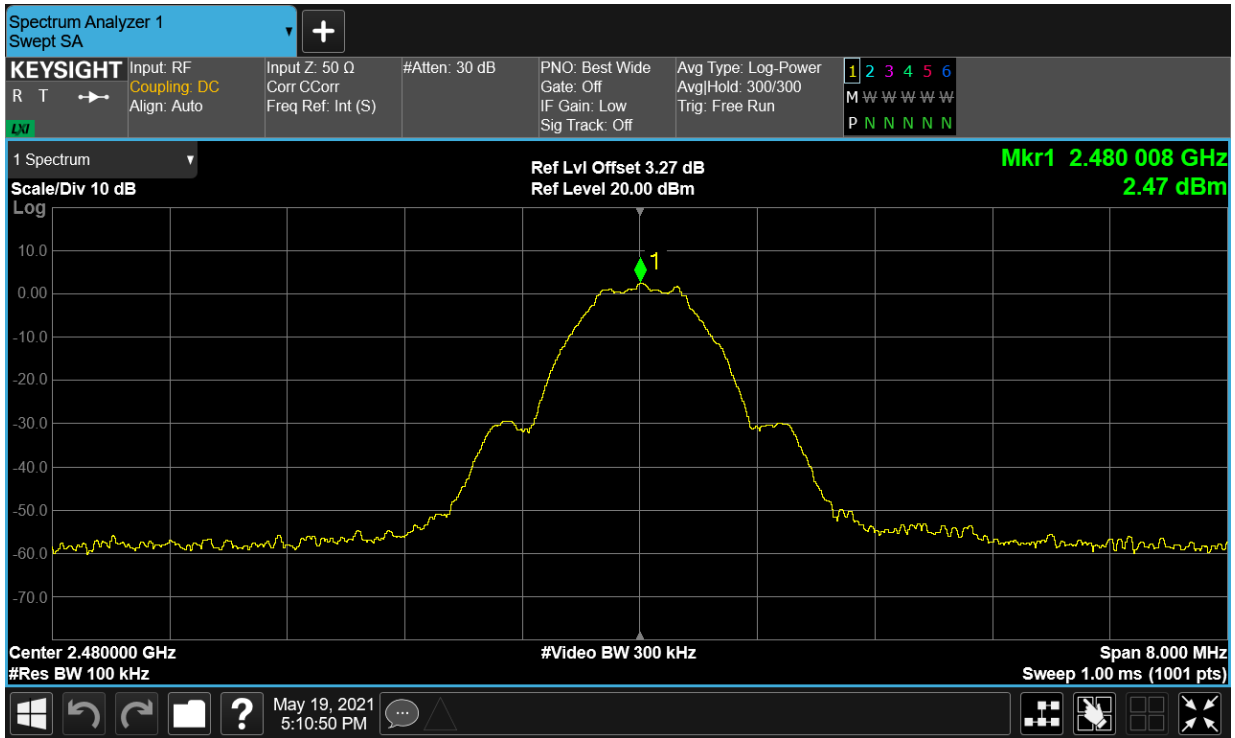 Spectrum Analyzer 1
Swept SA
KEYSIGHT
R T
LXI
Input: RF
Coupling: DC
Align: Auto
Input Z: 50 Ω
Corr CCorr
Freq Ref: Int (S)
#Atten: 30 dB
PNO: Best Wide
Gate: Off
IF Gain: Low
Sig Track: Off
Avg Type: Log-Power
Avg|Hold: 300/300
Trig: Free Run
1 2 3 4 5 6
M W W W W W
P N N N N N
1 Spectrum
Scale/Div 10 dB
Log
Ref Lvl Offset 3.27 dB
Ref Level 20.00 dBm
Mkr1 2.480 008 GHz
2.47 dBm
1
10.0
0.00
-10.0
-20.0
-30.0
-40.0
-50.0
-60.0
-70.0
Center 2.480000 GHz
#Res BW 100 kHz
#Video BW 300 kHz
Span 8.000 MHz
Sweep 1.00 ms (1001 pts)
?
May 19, 2021
5:10:50 PM